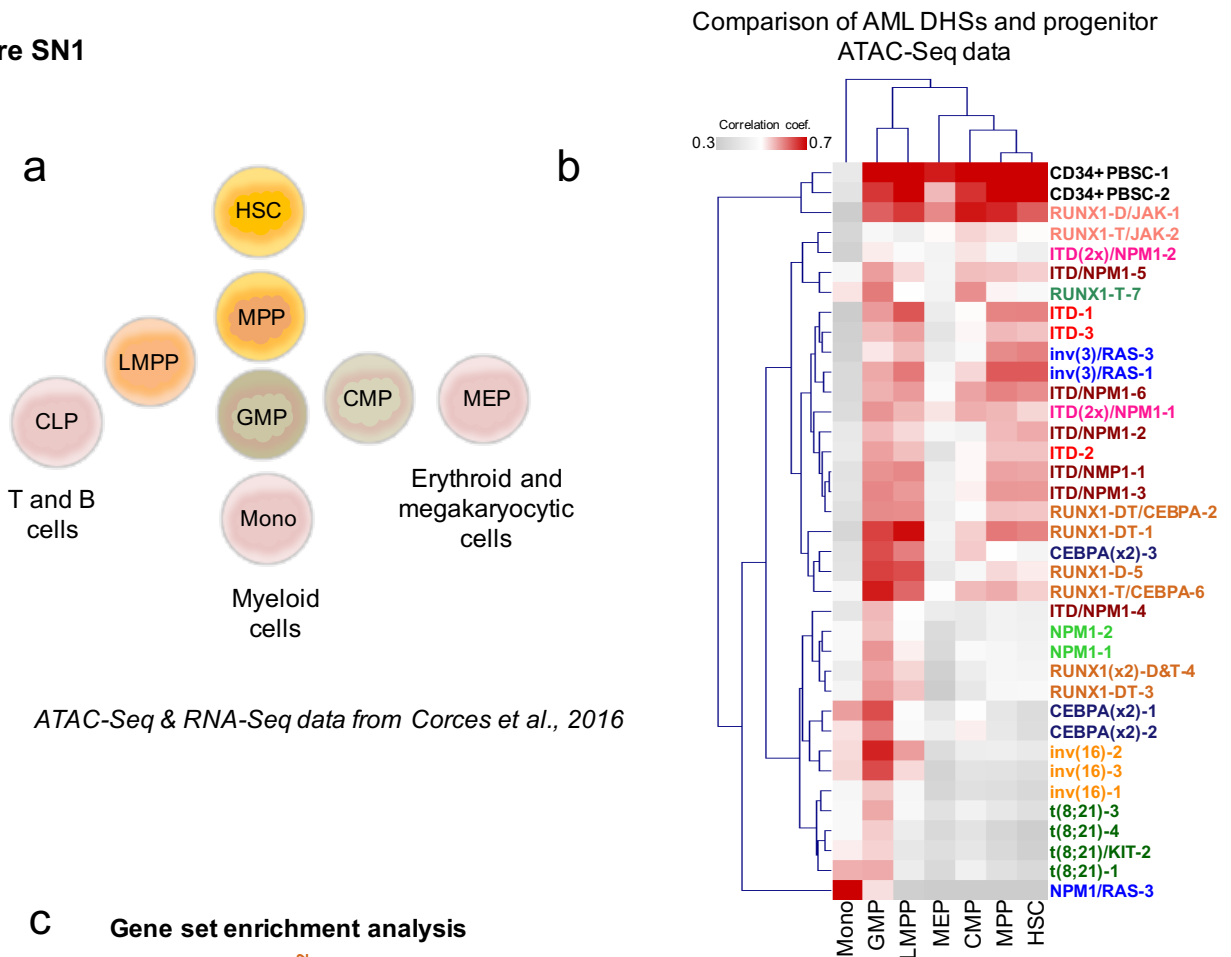 re SN1
a
HSC
MPP
LMPP
CMP
MEP
GMP
CLP
Mono
T and B
cells
Erythroid and
megakaryocytic
cells
Myeloid
cells
ATAC-Seq & RNA-Seq data from Corces et al., 2016
b
Comparison of AML DHSs and progenitor
ATAC-Seq data
Correlation coef.
0.3 0.7
CD34+PBSC-1
CD34+PBSC-2
RUNX1-D/JAK-1
RUNX1-T/JAK-2
ITD(2x)/NPM1-2
ITD/NPM1-5
RUNX1-T-7
ITD-1
ITD-3
inv(3)/RAS-3
inv(3)/RAS-1
ITD/NPM1-6
ITD(2x)/NPM1-1
ITD/NPM1-2
ITD-2
ITD/NMP1-1
ITD/NPM1-3
RUNX1-DT/CEBPA-2
RUNX1-DT-1
CEBPA(x2)-3
RUNX1-D-5
RUNX1-T/CEBPA-6
ITD/NPM1-4
NPM1-2
NPM1-1
RUNX1(x2)-D&T-4
RUNX1-DT-3
CEBPA(x2)-1
CEBPA(x2)-2
inv(16)-2
inv(16)-3
inv(16)-1
t(8;21)-3
t(8;21)-4
t(8;21)/KIT-2
t(8;21)-1
NPM1/RAS-3
Mono GMP LMPP MEP CMP MPP HSC
c
Gene set enrichment analysis